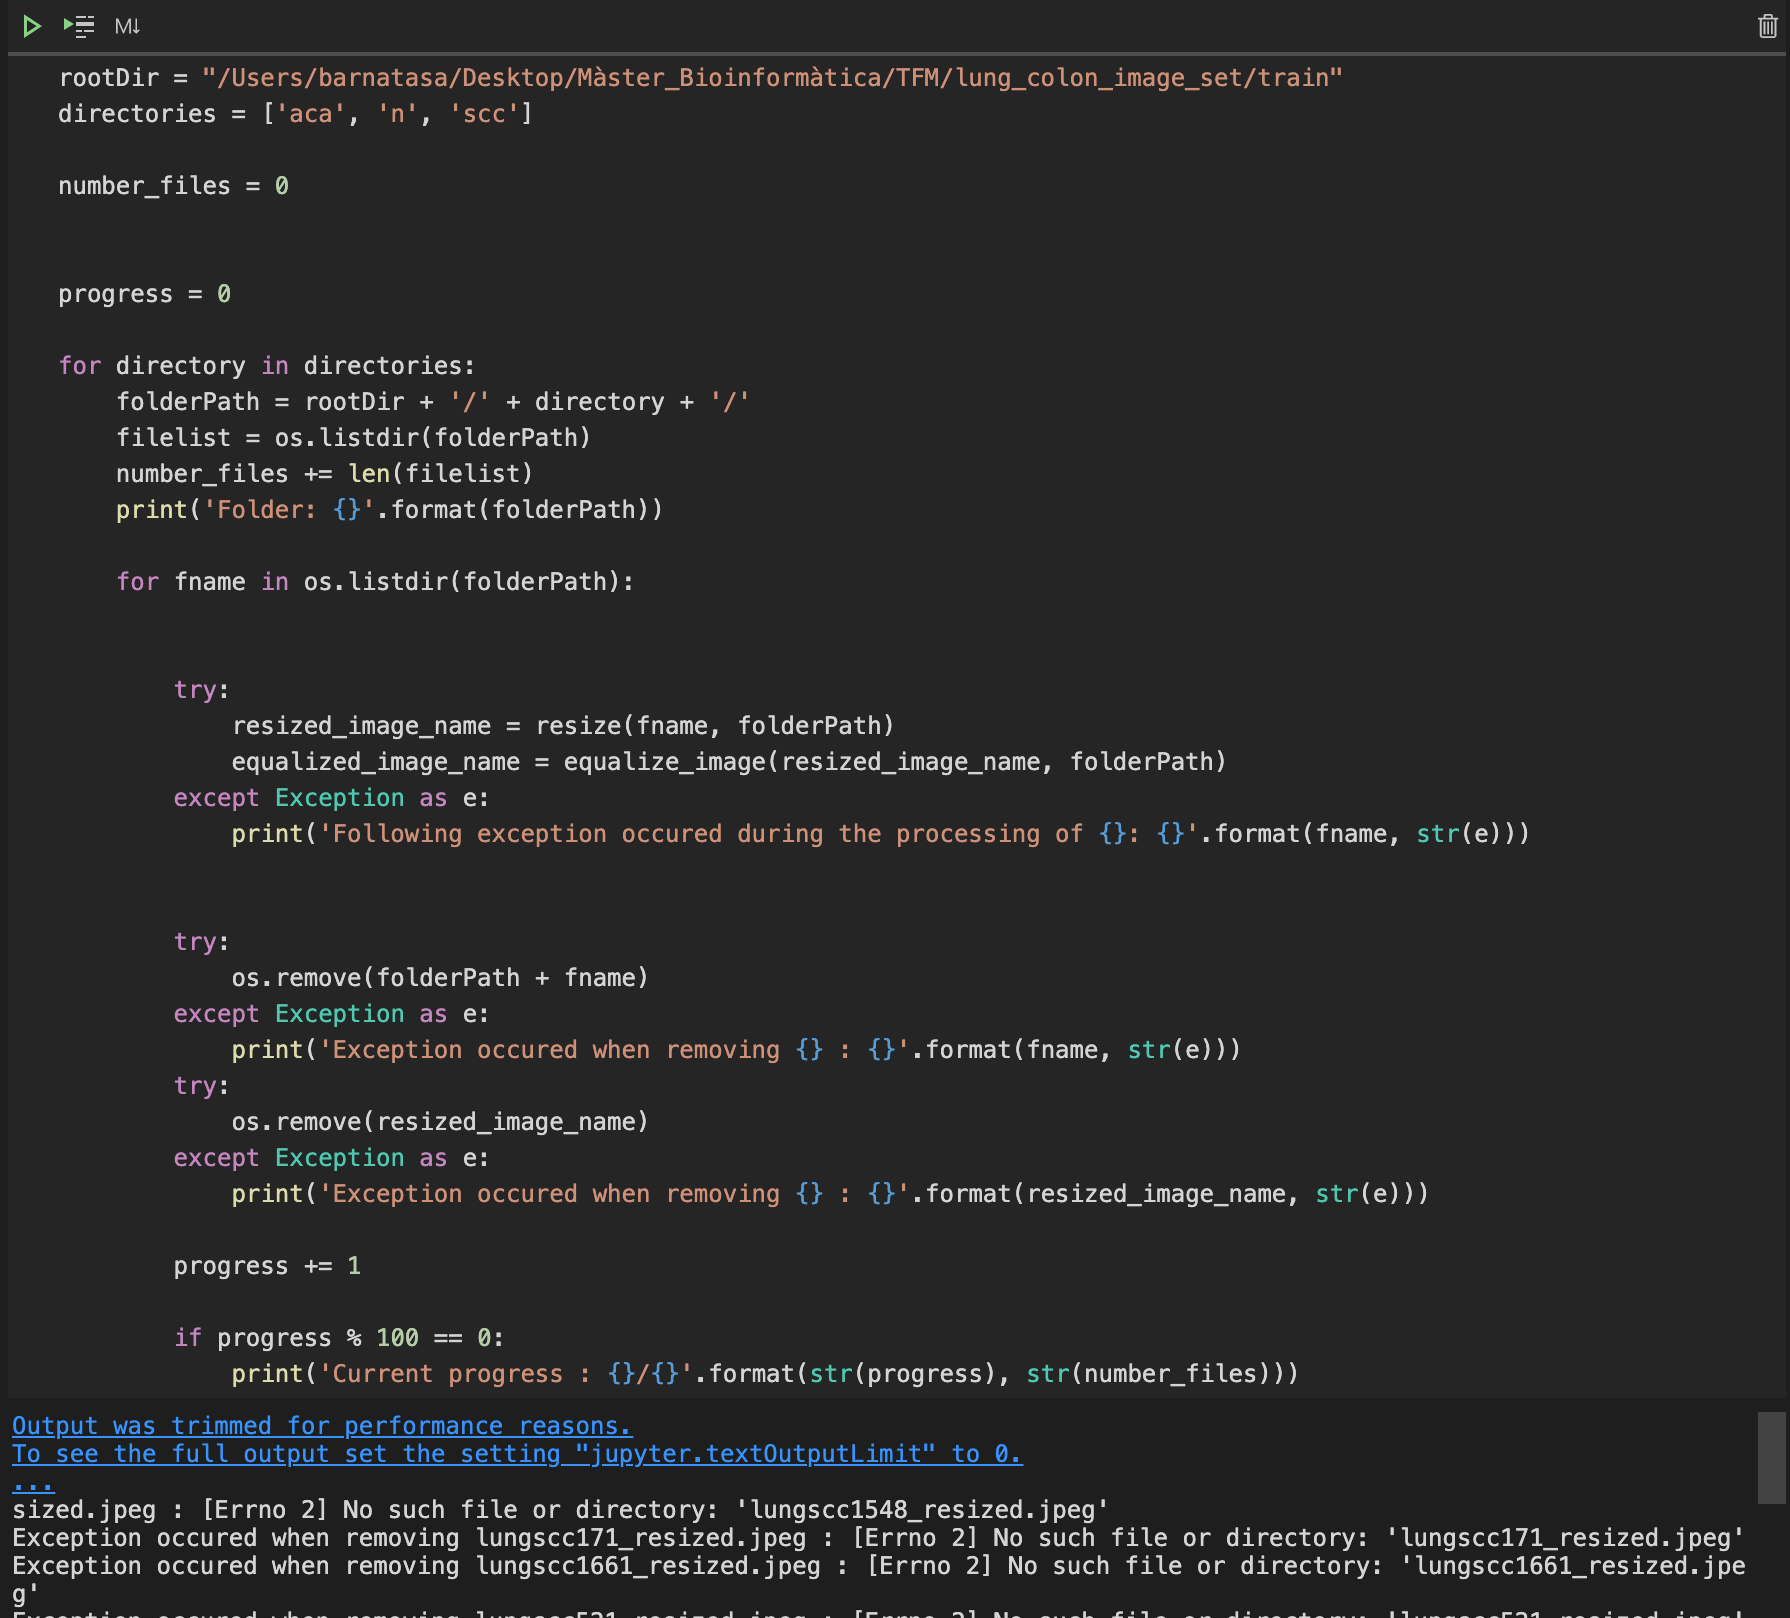 M↓
rootDir = "/Users/barnatasa/Desktop/Màster_Bioinformàtica/TFM/lung_colon_image_set/train"
directories = ['aca', 'n', 'scc']
number_files = 0
progress = 0
for directory in directories:
    folderPath = rootDir + '/' + directory + '/'
    filelist = os.listdir(folderPath)
    number_files += len(filelist)
    print('Folder: {}'.format(folderPath))
    for fname in os.listdir(folderPath):
        try:
            resized_image_name = resize(fname, folderPath)
            equalized_image_name = equalize_image(resized_image_name, folderPath)
        except Exception as e:
            print('Following exception occured during the processing of {}: {}'.format(fname, str(e)))
        try:
            os.remove(folderPath + fname)
        except Exception as e:
            print('Exception occured when removing {} : {}'.format(fname, str(e)))
        try:
            os.remove(resized_image_name)
        except Exception as e:
            print('Exception occured when removing {} : {}'.format(resized_image_name, str(e)))
        progress += 1
        if progress % 100 == 0:
            print('Current progress : {}/{}'.format(str(progress), str(number_files)))
Output was trimmed for performance reasons.
To see the full output set the setting "jupyter.textOutputLimit" to 0.
...
sized.jpeg : [Errno 2] No such file or directory: 'lungscc1548_resized.jpeg'
Exception occured when removing lungscc171_resized.jpeg : [Errno 2] No such file or directory: 'lungscc171_resized.jpeg'
Exception occured when removing lungscc1661_resized.jpeg : [Errno 2] No such file or directory: 'lungscc1661_resized.jpe
g'